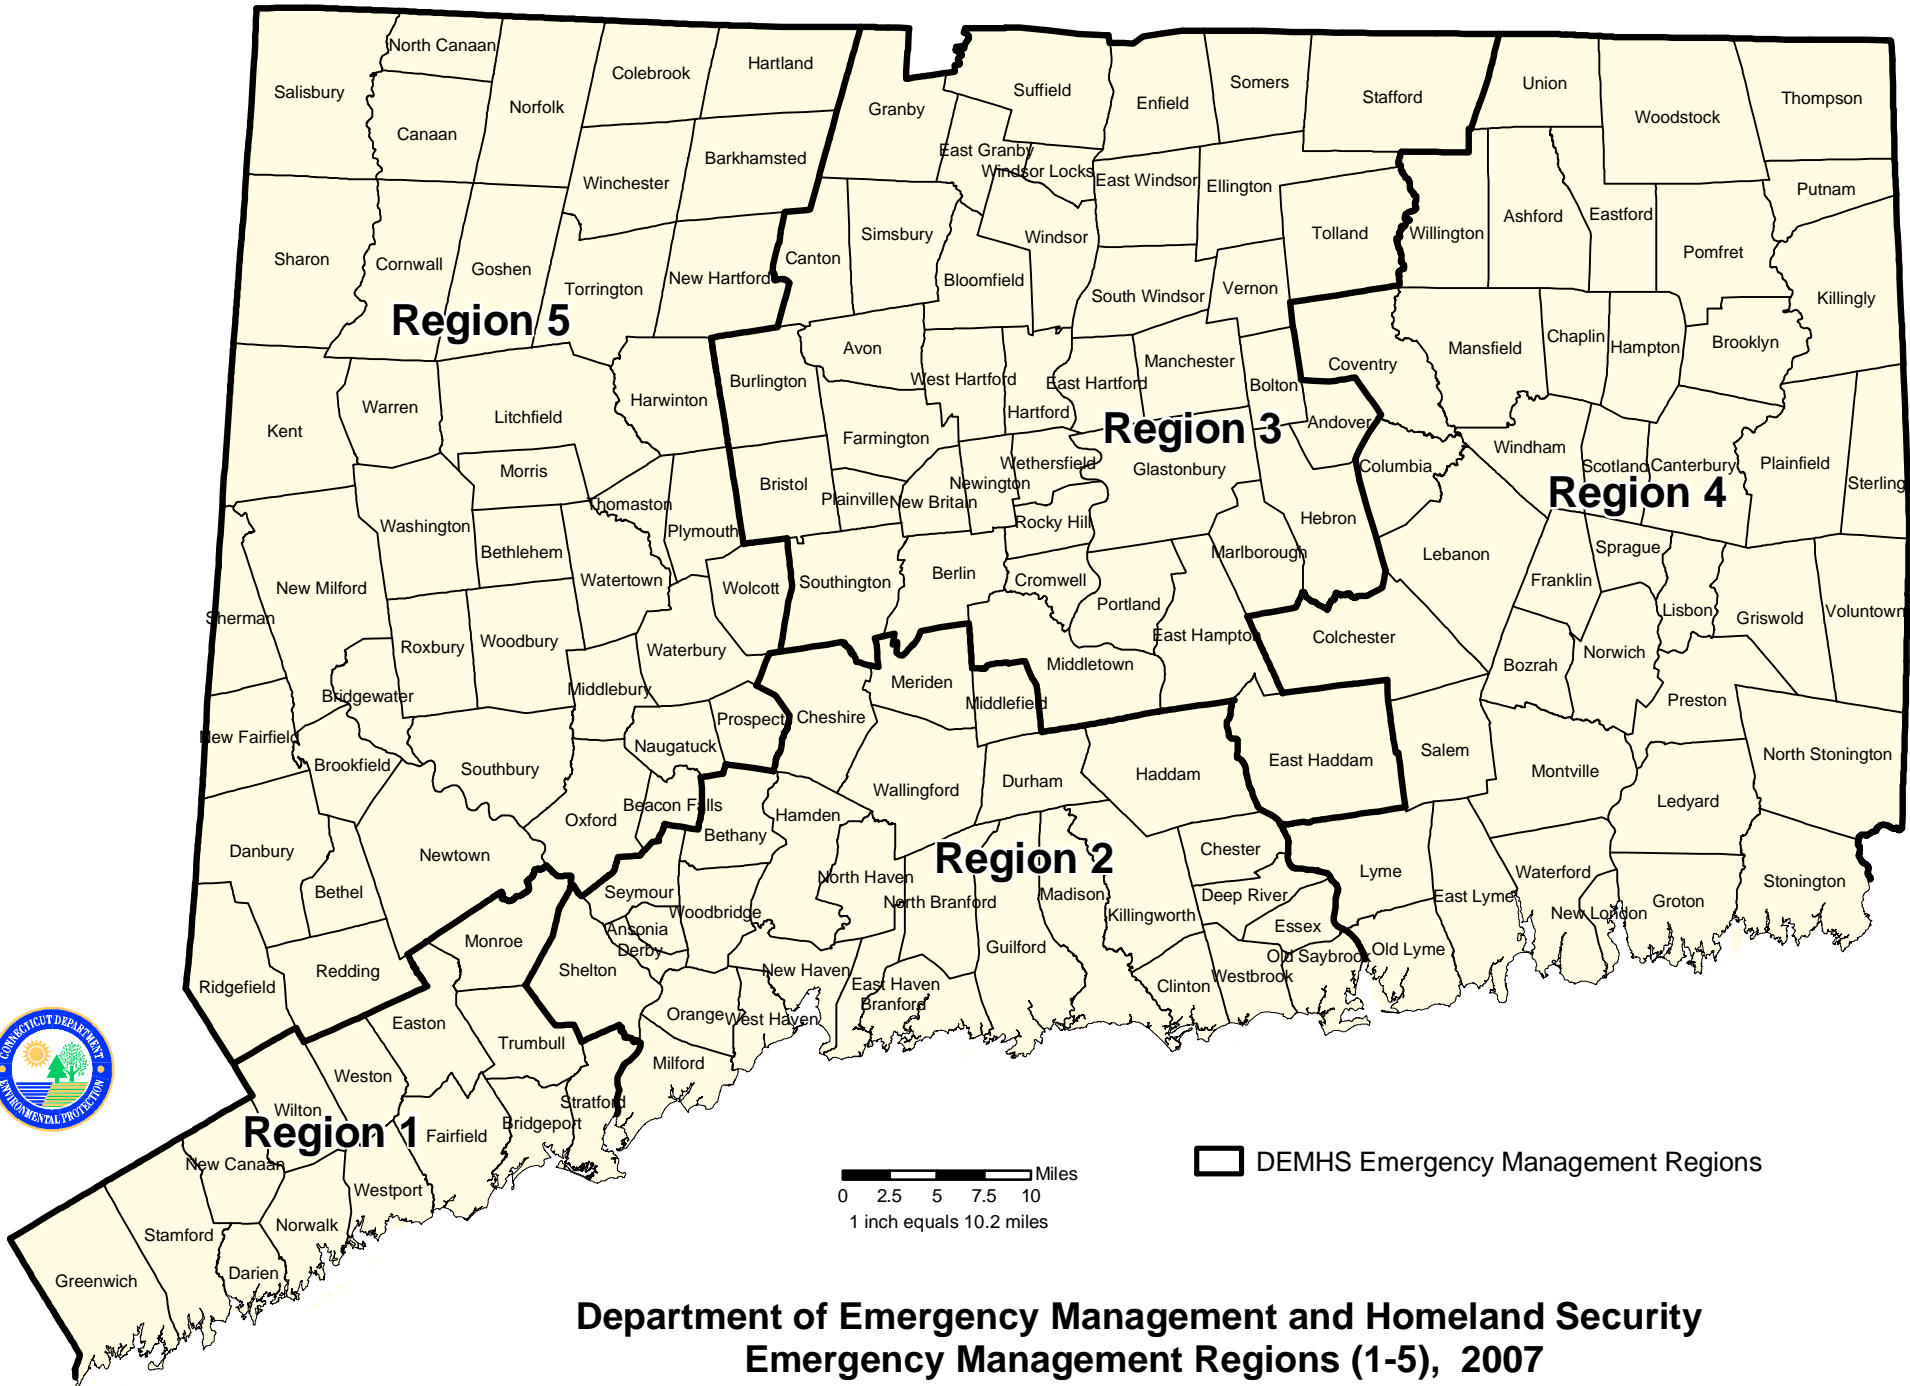 North Canaan
Hartland
Colebrook
Salisbury
Norfolk
Canaan
Granby
Suffield
Enfield
Somers
Stafford
Union
Woodstock
Thompson
Barkhamsted
Winchester
East Granby
Windsor Locks
East Windsor
Ellington
Putnam
Sharon
Cornwall
Goshen
Torrington
New Hartford
Canton
Simsbury
Bloomfield
Windsor
South Windsor
Vernon
Tolland
Willington
Ashford
Eastford
Pomfret
Killingly
Region 5
Avon
Burlington
West Hartford
Hartford
East Hartford
Manchester
Bolton
Coventry
Mansfield
Chaplin
Hampton
Brooklyn
Kent
Warren
Litchfield
Harwinton
Farmington
Region 3
Andover
Morris
Bristol
Plainville
New Britain
Newington
Wethersfield
Glastonbury
Columbia
Windham
Scotland
Canterbury
Plainfield
Sterling
Region 4
Washington
Thomaston
Plymouth
Rocky Hill
Hebron
Marlborough
Bethlehem
Watertown
Wolcott
Southington
Berlin
Cromwell
Portland
Lebanon
Franklin
Sprague
Lisbon
Griswold
Voluntown
New Milford
Sherman
Roxbury
Woodbury
Waterbury
East Hampton
Colchester
Bozrah
Norwich
Bridgewater
Middlebury
Meriden
Middletown
Middlefield
Preston
New Fairfield
Brookfield
Southbury
Naugatuck
Prospect
Cheshire
Salem
East Haddam
Montville
North Stonington
Wallingford
Durham
Haddam
Ledyard
Danbury
Bethel
Newtown
Oxford
Beacon Falls
Bethany
Hamden
Region 2
Chester
Lyme
East Lyme
Waterford
New London
Groton
Stonington
Seymour
Ansonia
Derby
Woodbridge
North Haven
North Branford
Madison
Killingworth
Deep River
Essex
Old Saybrook
Old Lyme
Ridgefield
Redding
Monroe
Shelton
New Haven
East Haven
Branford
Guilford
Clinton
Westbrook
Easton
Trumbull
Orange
West Haven
Milford
CONNECTICUT DEPARTMENT
ENVIRONMENTAL PROTECTION
Weston
Wilton
Region 1
Fairfield
Bridgeport
Stratford
New Canaan
Westport
Norwalk
Stamford
Darien
Greenwich
Miles
0 2.5 5 7.5 10
1 inch equals 10.2 miles
DEMHS Emergency Management Regions
Department of Emergency Management and Homeland Security
Emergency Management Regions (1-5), 2007